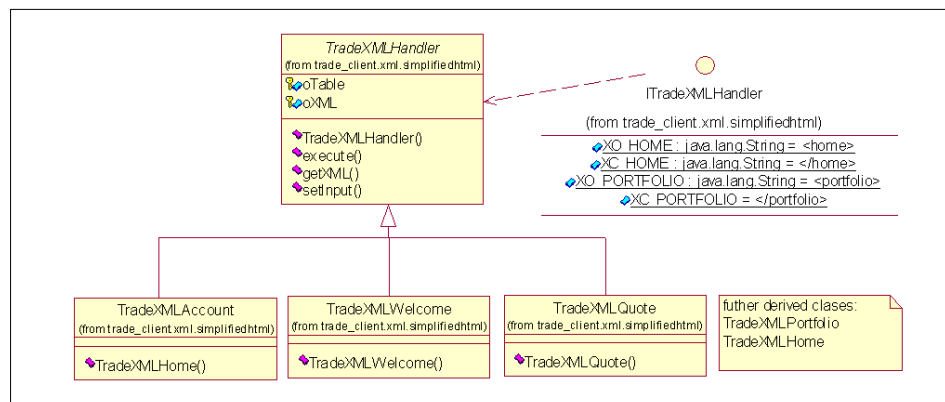 TradeXMLHandler
(from trade_client.xml.simplifiedhtml)
oTable
oXML
TradeXMLHandler()
execute()
getXML()
setInput()
ITradeXMLHandler
(from trade_client.xml.simplifiedhtml)
XO_HOME : java.lang.String = <home>
XC_HOME : java.lang.String = </home>
XO_PORTFOLIO : java.lang.String = <portfolio>
XC_PORTFOLIO = </portfolio>
TradeXMLAccount
(from trade_client.xml.simplifiedhtml)
TradeXMLHome()
TradeXMLWelcome
(from trade_client.xml.simplifiedhtml)
TradeXMLWelcome()
TradeXMLQuote
(from trade_client.xml.simplifiedhtml)
TradeXMLQuote()
futher derived clases:
TradeXMLPortfolio
TradeXMLHome